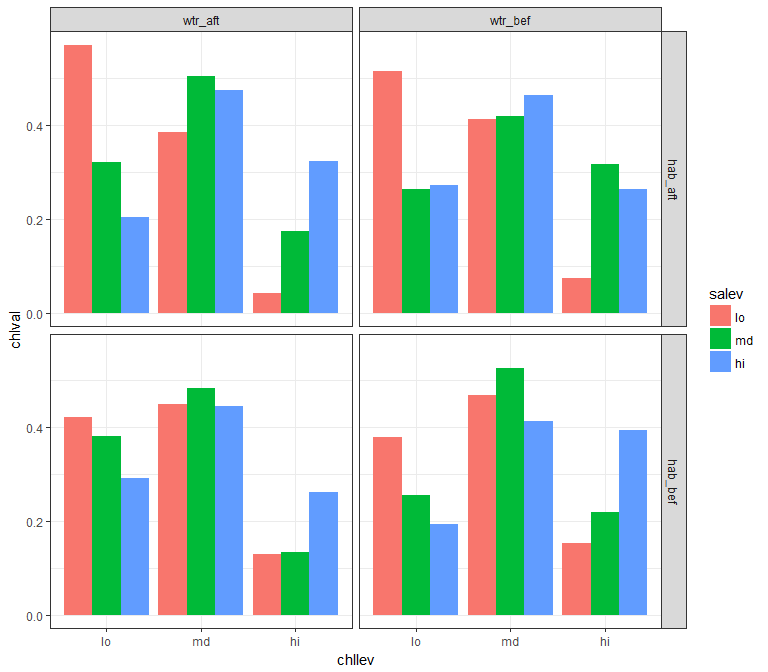 wtr_aft
wtr_bef
0.4
0.2
0.0
hab_aft
0.4
0.2
0.0
hab_bef
chlval
lo
md
hi
lo
md
hi
chllev
salev
lo
md
hi